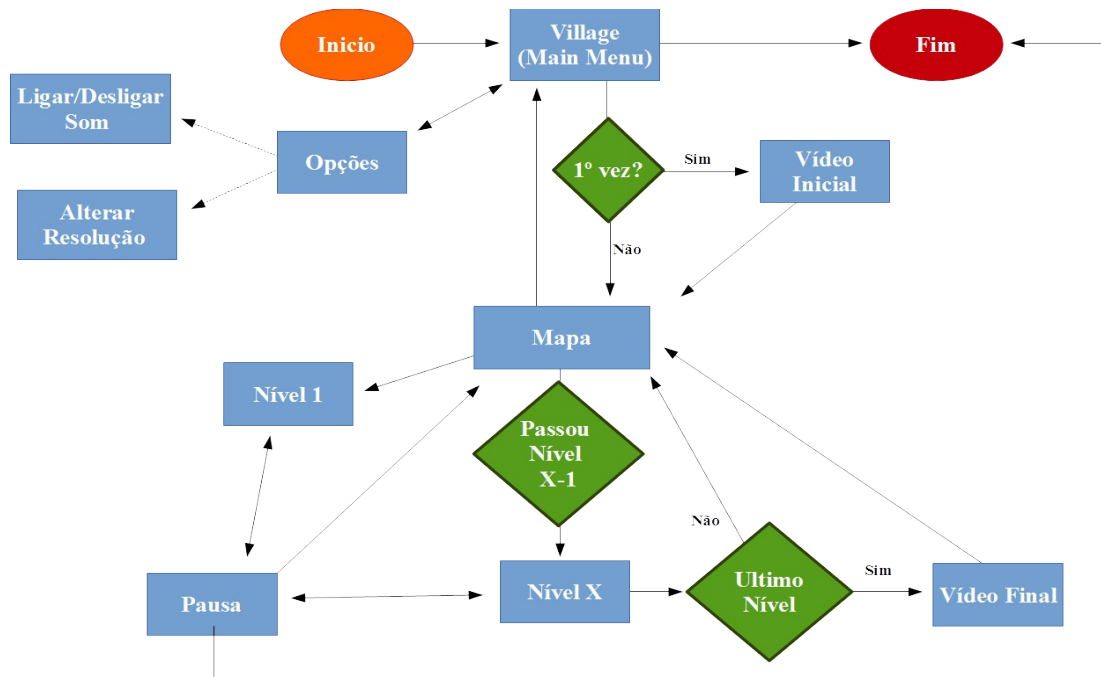 Inicio
Village
(Main Menu)
Fim
Ligar/Desligar
Som
Opções
1º vez?
Sim
Vídeo
Inicial
Alterar
Resolução
Não
Mapa
Nível 1
Passou
Nível
X-1
Não
Pausa
Nível X
Ultimo
Nível
Sim
Vídeo Final